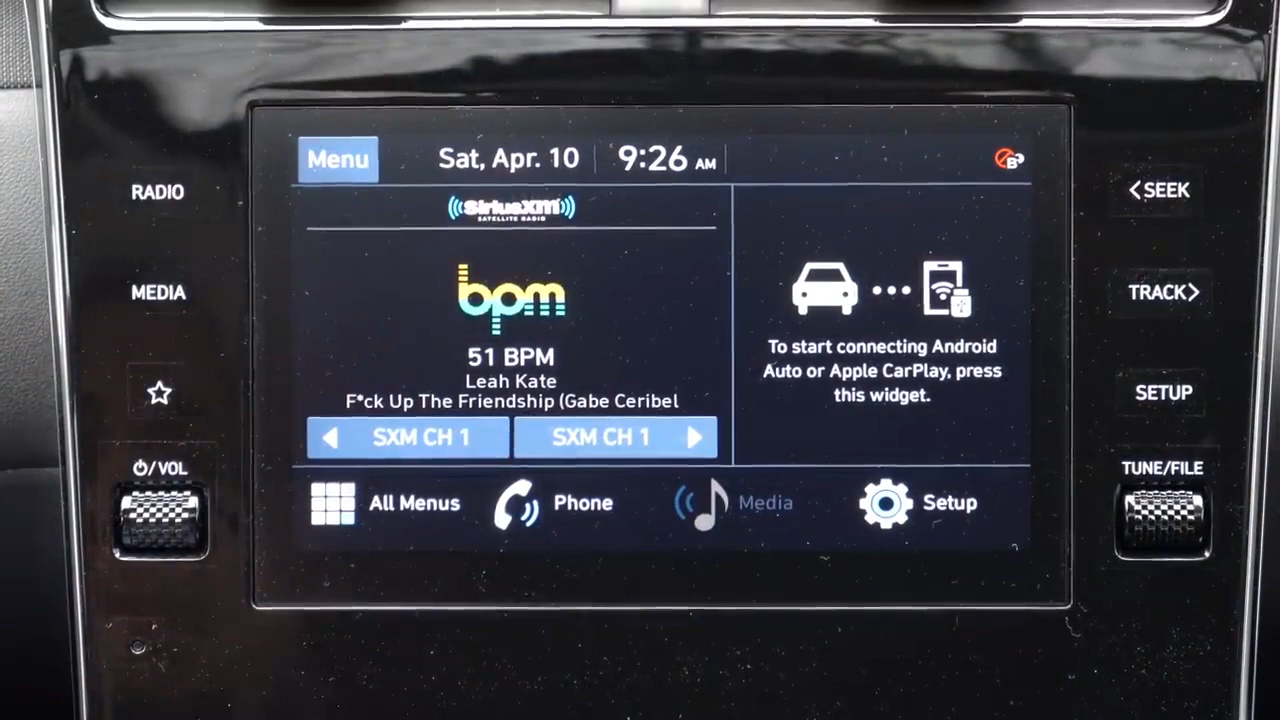 Menu
Sat, Apr. 10
9:26 AM
B
RADIO
MEDIA
⏻/VOL
SiriusXM
SATELLITE RADIO
bpm
51 BPM
Leah Kate
F*ck Up The Friendship (Gabe Ceribel
SXM CH 1
SXM CH 1
To start connecting Android
Auto or Apple CarPlay, press
this widget.
All Menus
Phone
Media
Setup
<SEEK
TRACK>
SETUP
TUNE/FILE